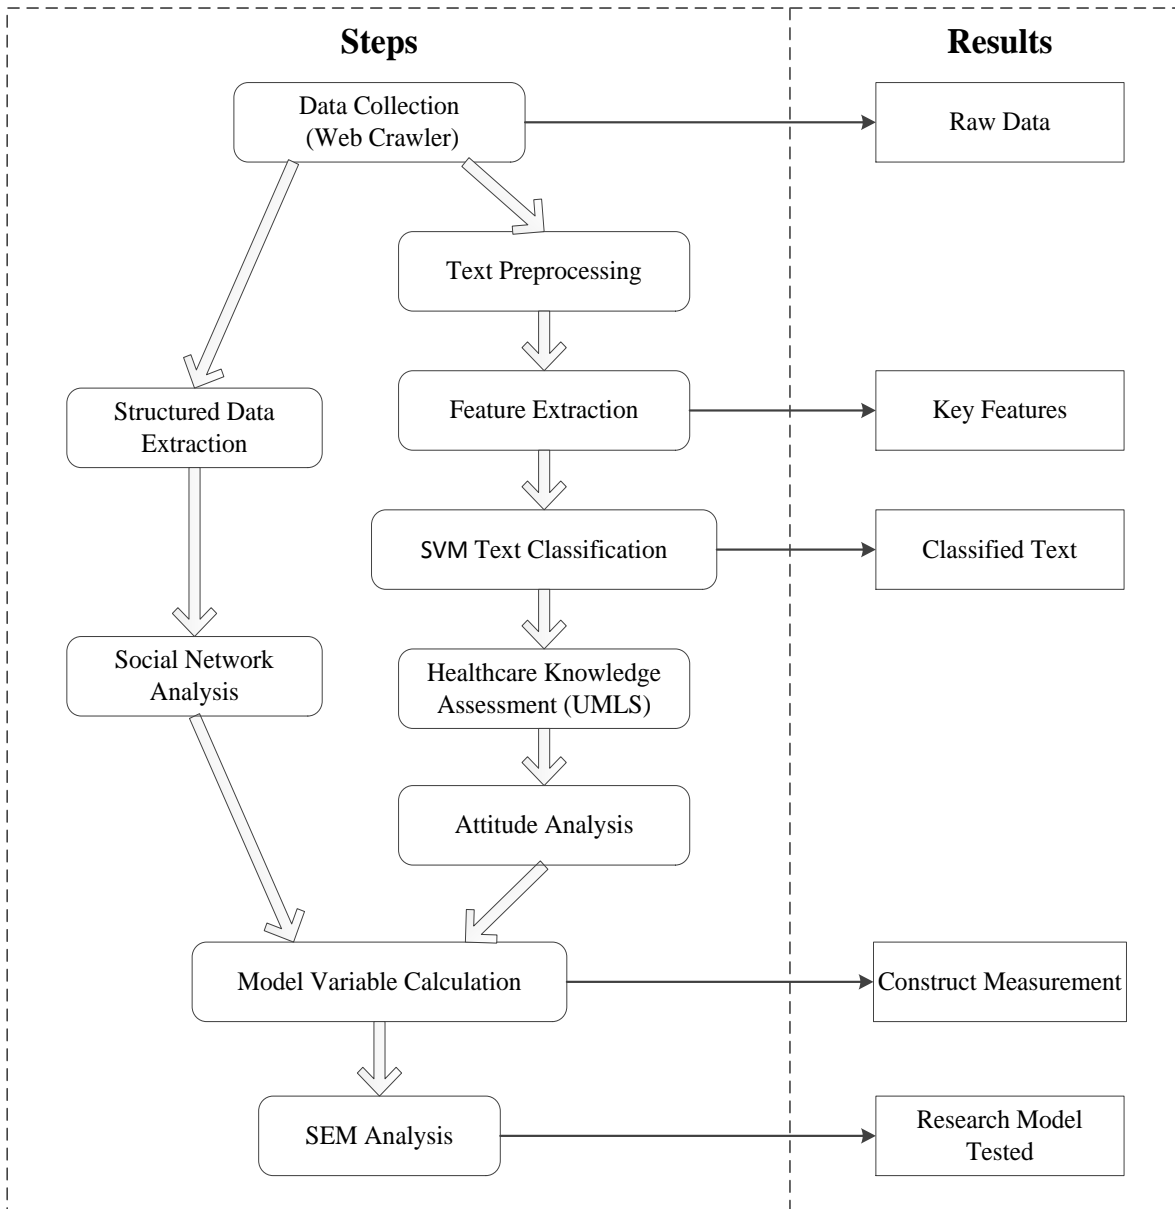 Steps
Results
Data Collection
(Web Crawler)
Raw Data
Text Preprocessing
Structured Data
Extraction
Feature Extraction
Key Features
SVM Text Classification
Classified Text
Social Network
Analysis
Healthcare Knowledge
Assessment (UMLS)
Attitude Analysis
Model Variable Calculation
Construct Measurement
SEM Analysis
Research Model
Tested